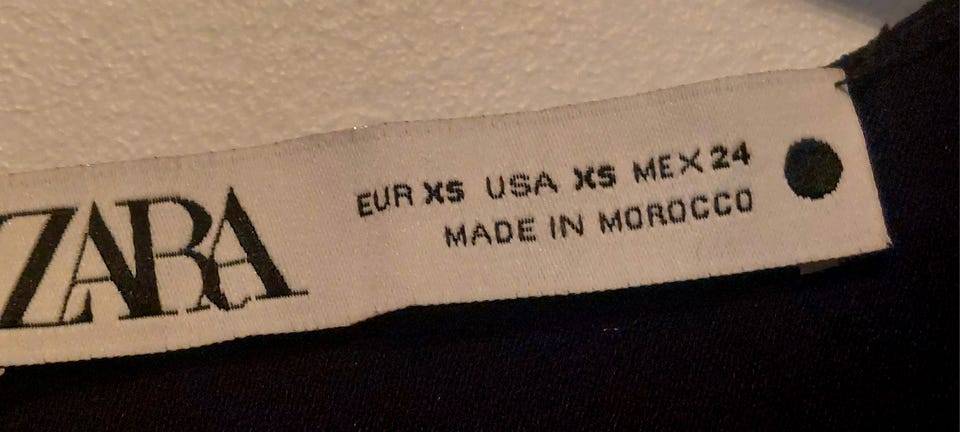 ZARA
EUR XS USA XS MEX 24
MADE IN MOROCCO